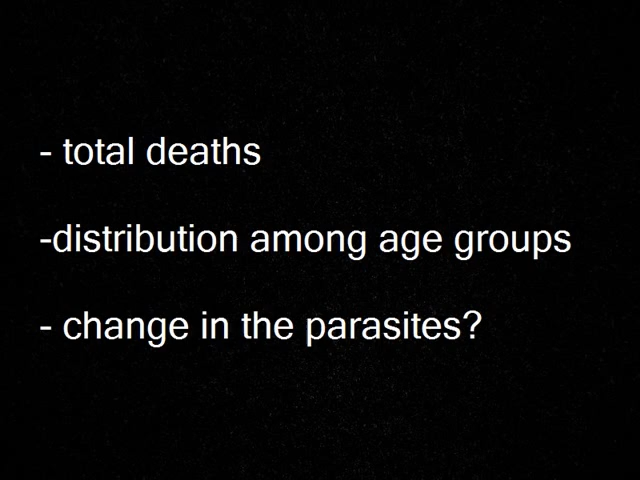 - total deaths
-distribution among age groups
- change in the parasites?